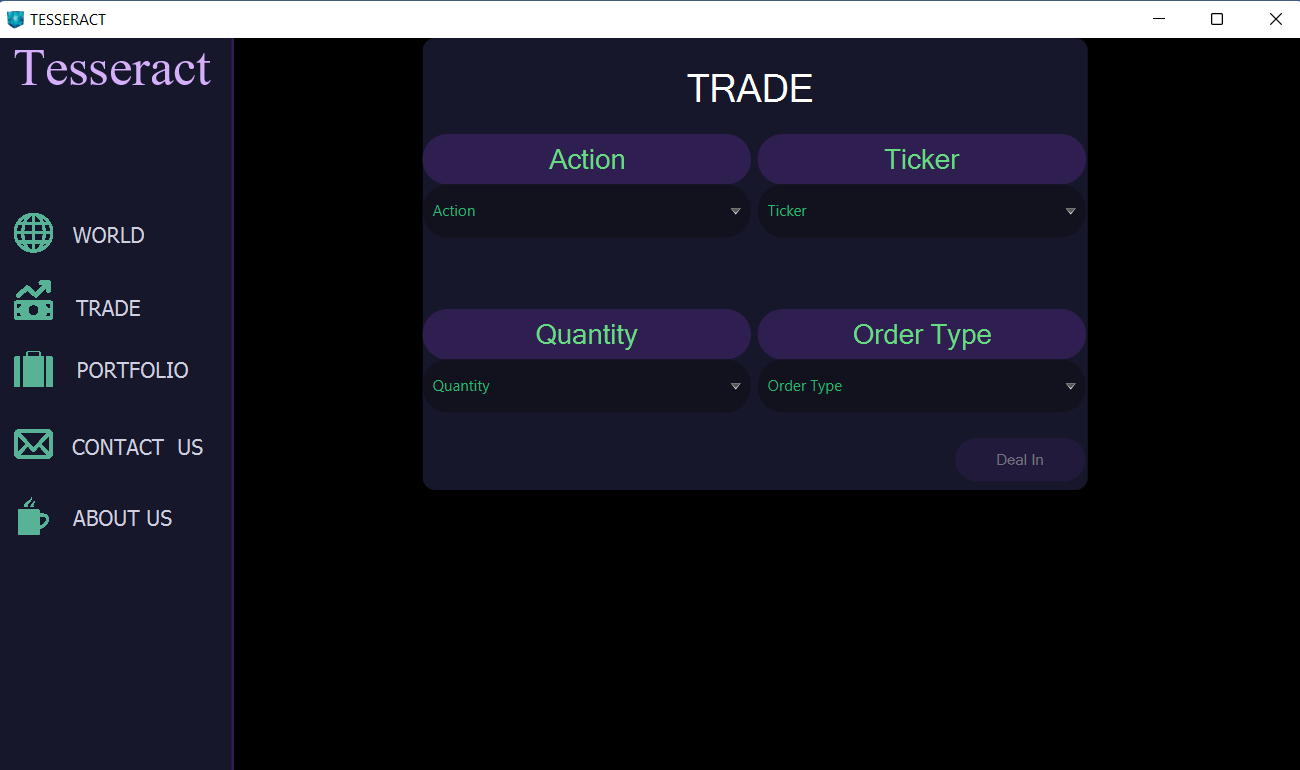 TESSERACT
Tesseract
WORLD
TRADE
PORTFOLIO
CONTACT US
ABOUT US
TRADE
Action Ticker
Action Ticker
Quantity Order Type
Quantity Order Type
Deal In